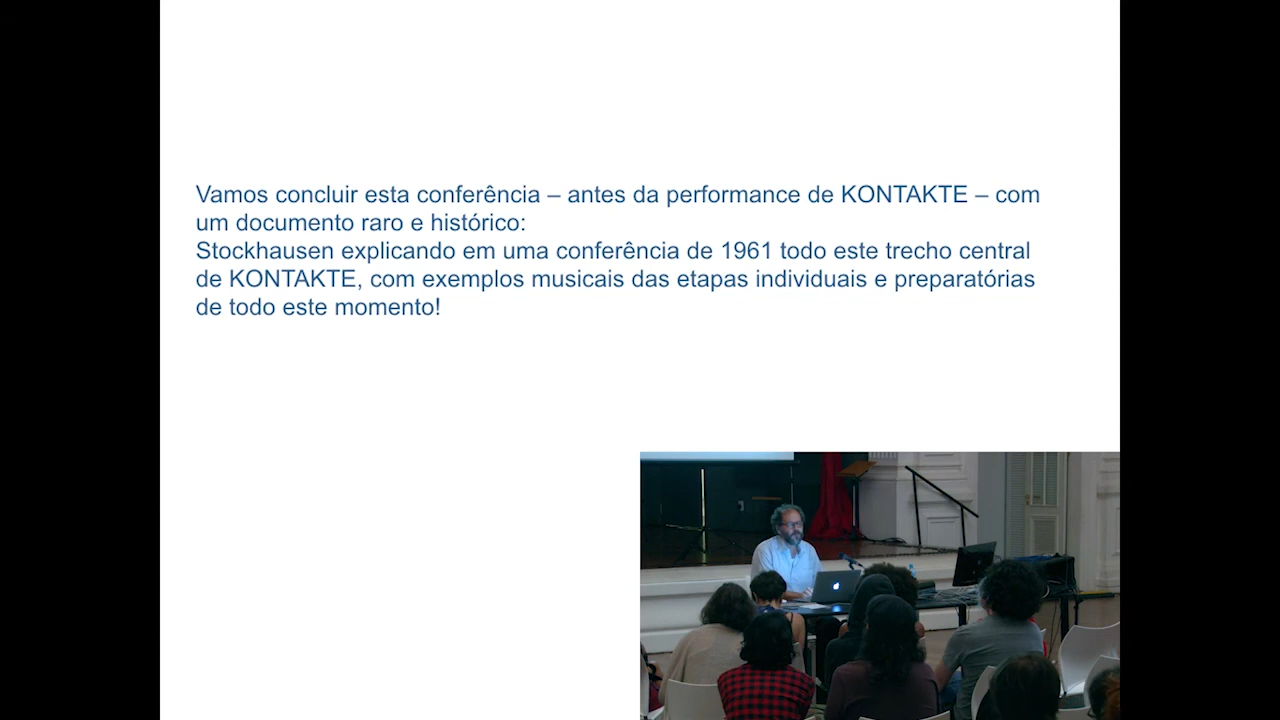 Vamos concluir esta conferência – antes da performance de KONTAKTE – com
um documento raro e histórico:
Stockhausen explicando em uma conferência de 1961 todo este trecho central
de KONTAKTE, com exemplos musicais das etapas individuais e preparatórias
de todo este momento!